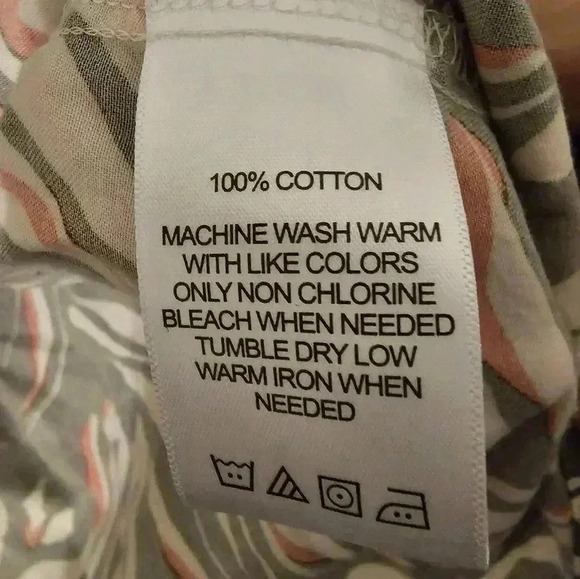 100% COTTON
MACHINE WASH WARM
WITH LIKE COLORS
ONLY NON CHLORINE
BLEACH WHEN NEEDED
TUMBLE DRY LOW
WARM IRON WHEN
NEEDED